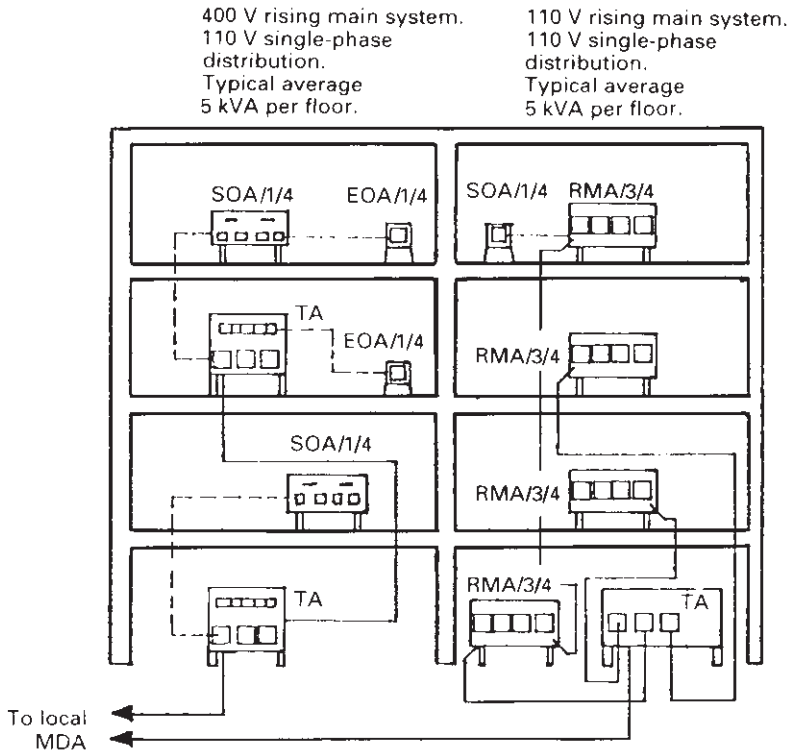 400 V rising main system.
110 V single-phase
distribution.
Typical average
5 kVA per floor.
110 V rising main system.
110 V single-phase
distribution.
Typical average
5 kVA per floor.
SOA/1/4 EOA/1/4
SOA/1/4 RMA/3/4
TA
EOA/1/4
RMA/3/4
SOA/1/4
RMA/3/4
TA
RMA/3/4
TA
To local
MDA